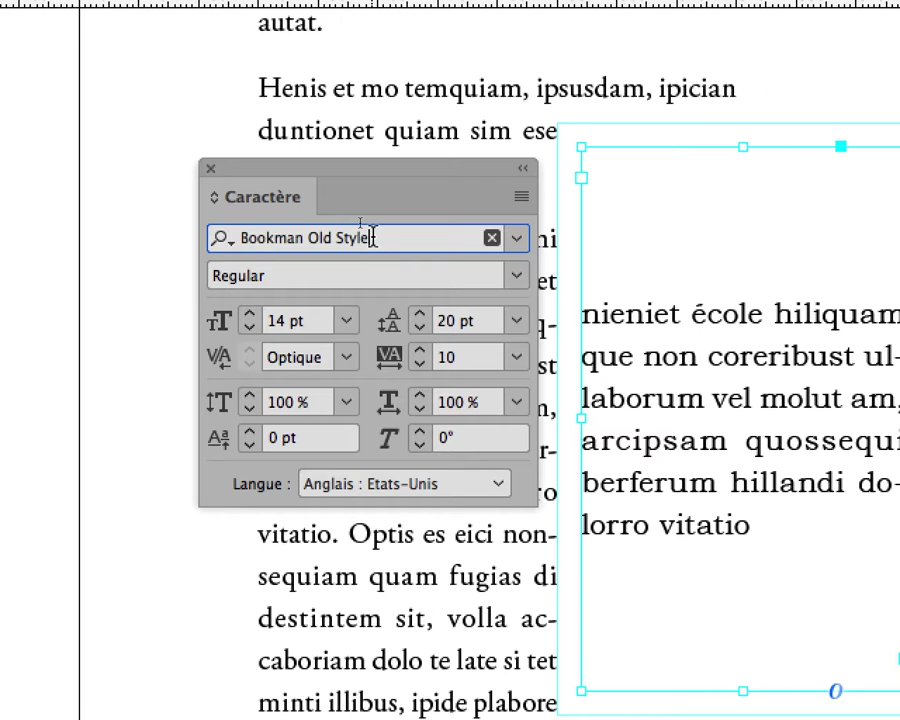 autat.
Henis et mo temquiam, ipsusdam, ipician
duntionet quiam sim ese
Caractère
Bookman Old Style
Regular
14 pt
20 pt
Optique
10
100 %
100 %
0 pt
0°
Langue :
Anglais : Etats-Unis
vitatio. Optis es eici non-
sequiam quam fugias di
destintem sit, volla ac-
caboriam dolo te late si tet
minti illibus, ipide plabore
nieniet école hiliquam
que non coreribust ul-
laborum vel molut am,
arcipsam quossequi
berferum hillandi do-
lorro vitatio